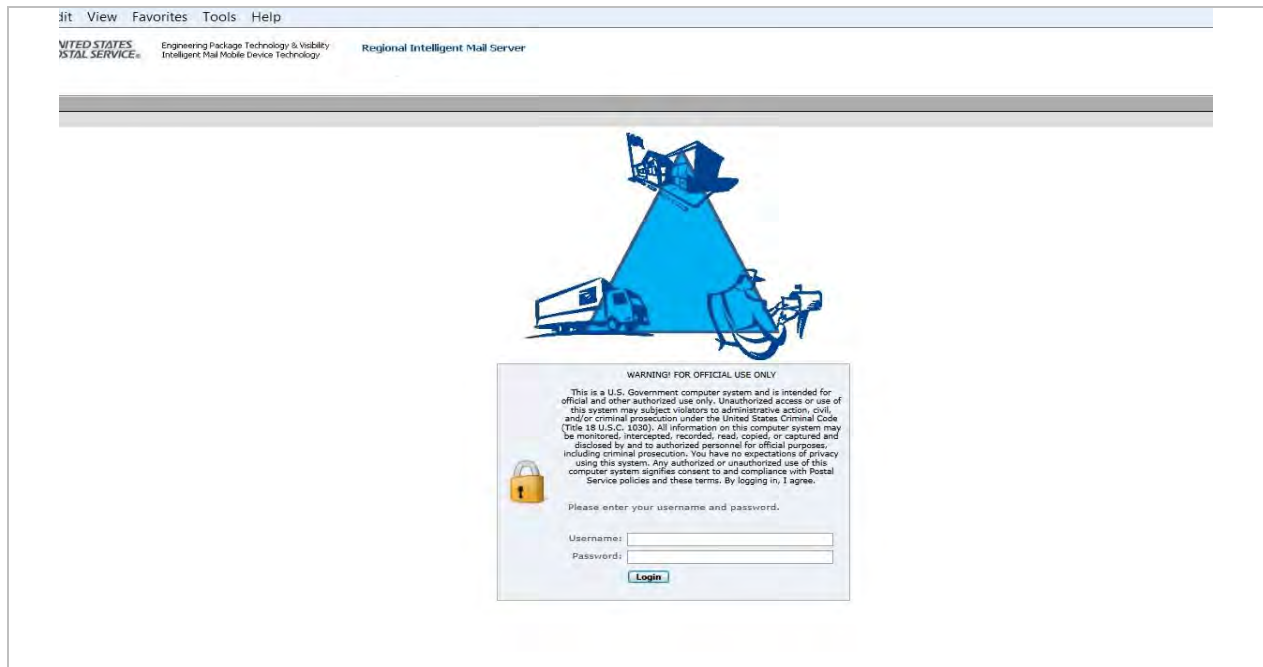 dit View Favorites Tools Help
NITED STATES
OSTAL SERVICE®
Engineering Package Technology & Visibility
Intelligent Mail Mobile Device Technology
Regional Intelligent Mail Server
WARNING! FOR OFFICIAL USE ONLY
This is a U.S. Government computer system and is intended for
official and other authorized use only. Unauthorized access or use of
this system may subject violators to administrative action, civil,
and/or criminal prosecution under the United States Criminal Code
(Title 18 U.S.C. 1030). All information on this computer system may
be monitored, intercepted, recorded, read, copied, or captured and
disclosed by and to authorized personnel for official purposes,
including criminal prosecution. You have no expectations of privacy
using this system. Any authorized or unauthorized use of this
computer system signifies consent to and compliance with Postal
Service policies and these terms. By logging in, I agree.
Please enter your username and password.
Username:
Password:
Login